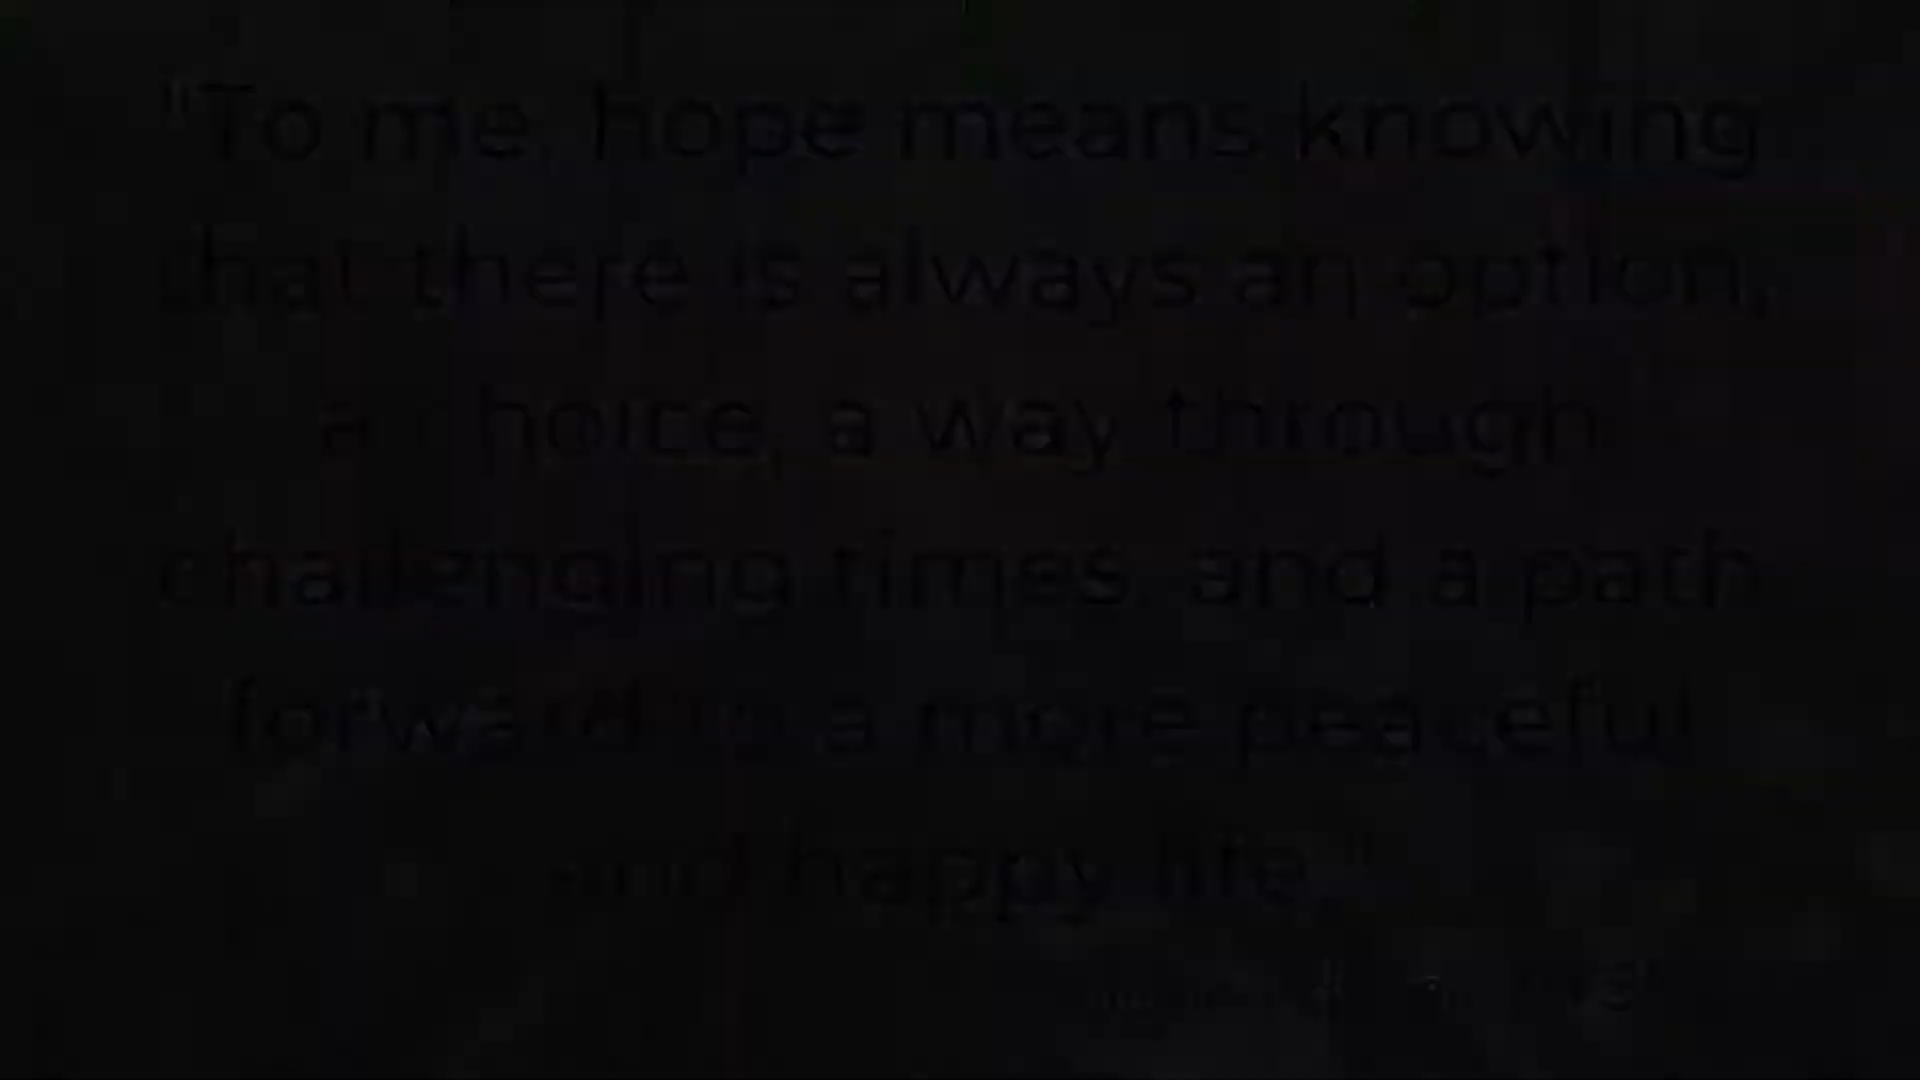 "To me, hope means knowing
that there is always an option,
a choice, a way through
challenging times, and a path
forward to a more peaceful
and happy life."